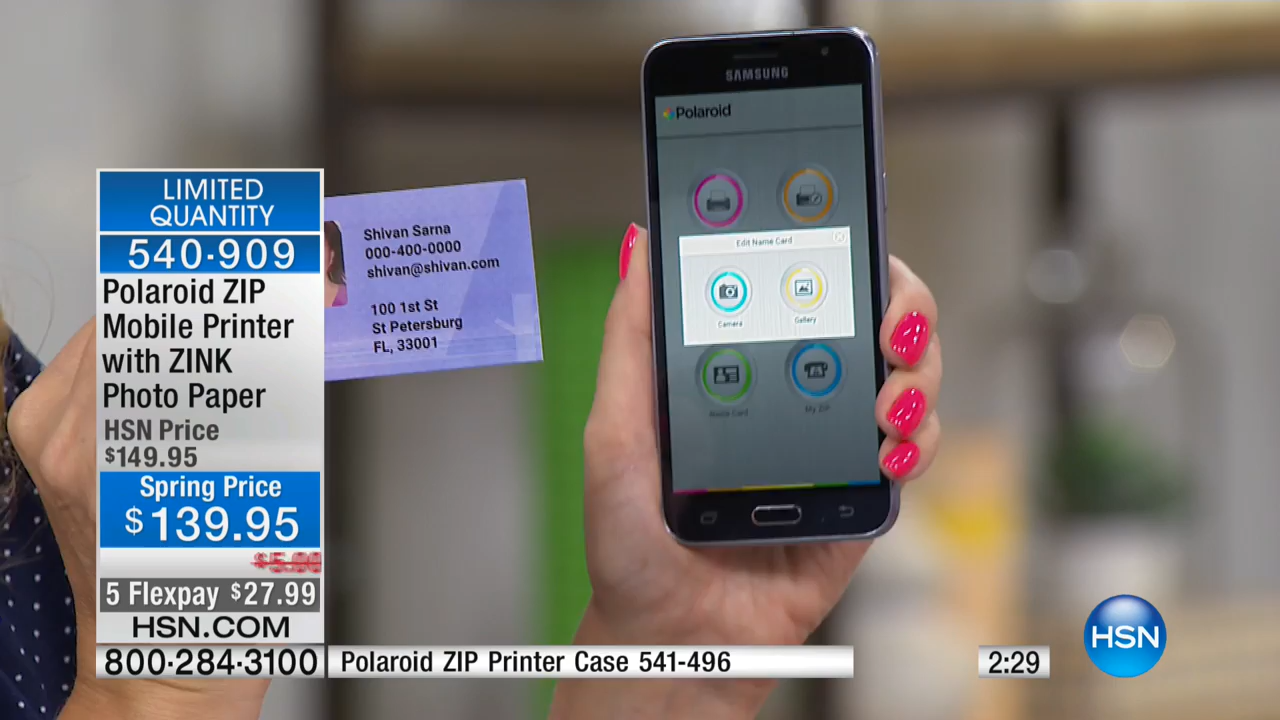 LIMITED
QUANTITY
540-909
Polaroid ZIP
Mobile Printer
with ZINK
Photo Paper
HSN Price
$149.95
Spring Price
$139.95
$5.00
5 Flexpay $27.99
HSN.COM
800-284-3100
Polaroid ZIP Printer Case 541-496
2:29
HSN
Shivan Sarna
000-400-0000
shivan@shivan.com
100 1st St
St Petersburg
FL, 33001
SAMSUNG
Polaroid
Edit Name Card
Camera
Gallery
Name Card
My ZIP